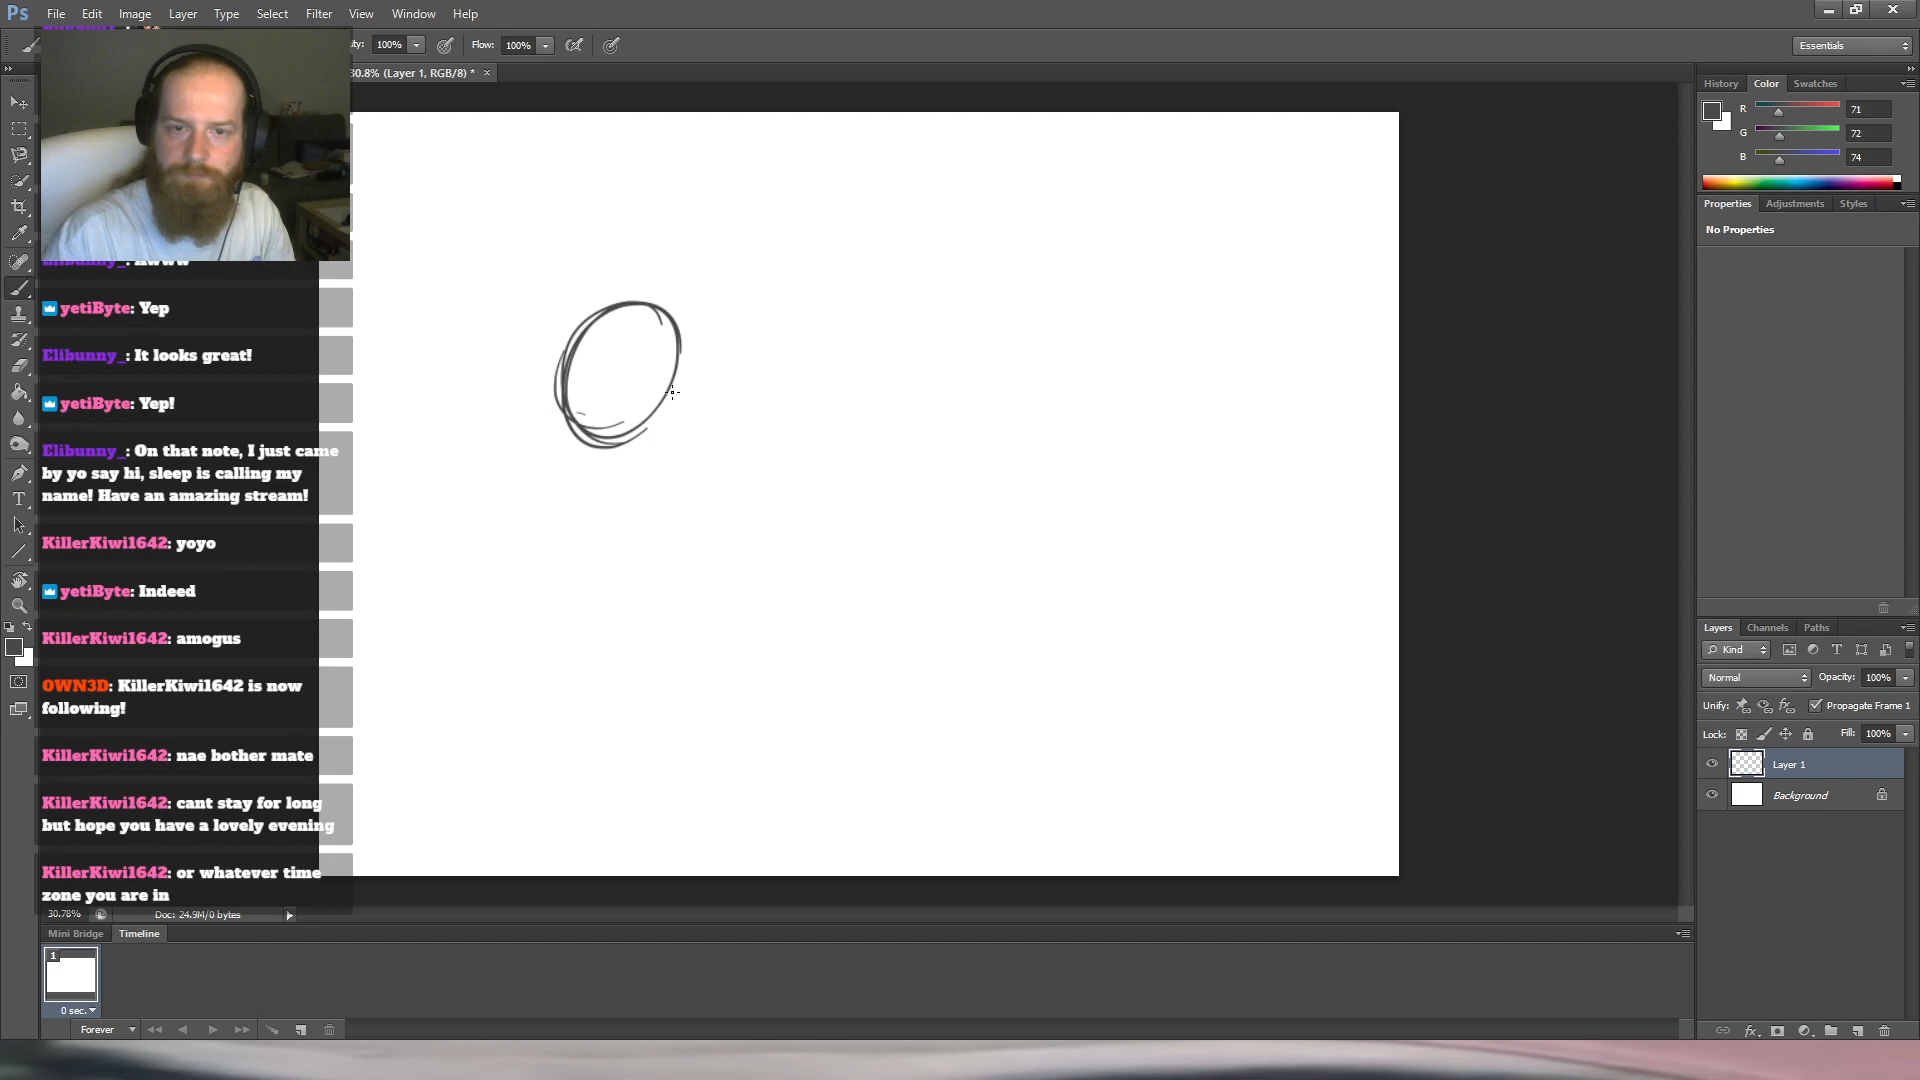 Ps File Edit Image Layer Type Select Filter View Window Help
100% Flow: 100% Essentials
30.8% (Layer 1, RGB/8) * ×
History Color Swatches
R 71
G 72
B 74
Properties Adjustments Styles
No Properties
Elibunny_: Awww
yetiByte: Yep
Elibunny_: It looks great!
yetiByte: Yep!
Elibunny_: On that note, I just came
by yo say hi, sleep is calling my
name! Have an amazing stream!
KillerKiwi1642: yoyo
yetiByte: Indeed
KillerKiwi1642: amogus
OWN3D: KillerKiwi1642 is now
following!
KillerKiwi1642: nae bother mate
KillerKiwi1642: cant stay for long
but hope you have a lovely evening
KillerKiwi1642: or whatever time
zone you are in
Layers Channels Paths
Kind
Normal Opacity: 100%
Unify: Propagate Frame 1
Lock: Fill: 100%
Layer 1
Background
30.78% Doc: 24.9M/0 bytes
Mini Bridge Timeline
1
0 sec.
Forever